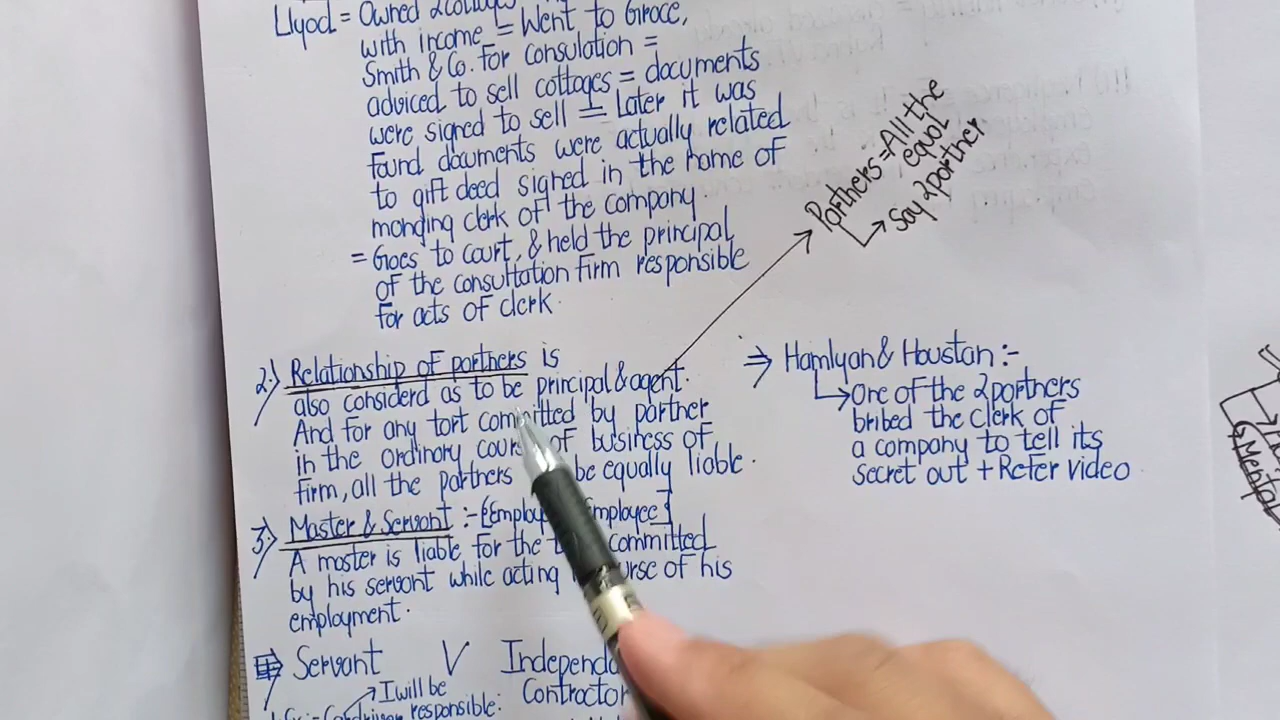 Llyod = Owned 2 cottages
with income = Went to Grace,
Smith & Co. for consulation =
adviced to sell cottages = documents
were signed to sell = Later it was
found documents were actually related
to gift deed signed in the name of
manging clerk of the company.
= Goes to court, & held the principal
of the consultation firm responsible
for acts of clerk.
Partners = All the
equal
Say 2 partner
2.) Relationship of partners is
also considerd as to be principal & agent.
And for any tort committed by partner
in the ordinary course of business of
firm, all the partners be equally liable.
⇒ Hamlyan & Houstan :-
One of the 2 partners
bribed the clerk of
a company to tell its
secret out + Refer video
3.) Master & Servant :- [Employ Employee]
A master is liable for the committed
by his servant while acting course of his
employment.
Servant V Independ
Contractor
I will be
responsible:
Mental